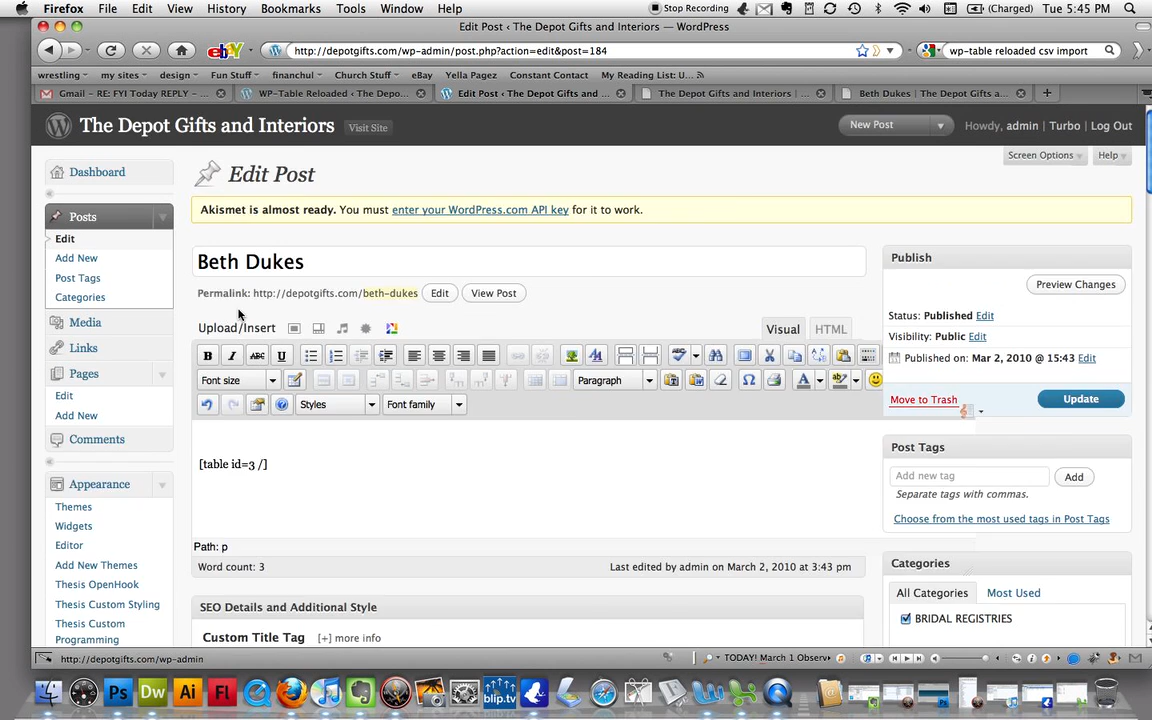 Firefox File Edit View History Bookmarks Tools Window Help Stop Recording (Charged) Tue 5:45 PM
Edit Post ‹ The Depot Gifts and Interiors — WordPress
http://depotgifts.com/wp-admin/post.php?action=edit&post=184 wp-table reloaded csv import
wrestling my sites design Fun Stuff financhul Church Stuff eBay Yella Pagez Constant Contact My Reading List: U...
Gmail - RE: FYI Today REPLY - ... WP-Table Reloaded ‹ The Depo... Edit Post ‹ The Depot Gifts and ... The Depot Gifts and Interiors | ... Beth Dukes | The Depot Gifts a...
The Depot Gifts and Interiors Visit Site New Post Howdy, admin | Turbo | Log Out
Screen Options Help
Dashboard
Edit Post
Posts
Edit
Add New
Post Tags
Categories
Media
Links
Pages
Edit
Add New
Comments
Appearance
Themes
Widgets
Editor
Add New Themes
Thesis OpenHook
Thesis Custom Styling
Thesis Custom
Programming
Akismet is almost ready. You must enter your WordPress.com API key for it to work.
Beth Dukes
Permalink: http://depotgifts.com/beth-dukes Edit View Post
Upload/Insert Visual HTML
B I ABC U
Font size Paragraph
Styles Font family
[table id=3 /]
Path: p
Word count: 3 Last edited by admin on March 2, 2010 at 3:43 pm
SEO Details and Additional Style
Custom Title Tag [+] more info
Publish
Preview Changes
Status: Published Edit
Visibility: Public Edit
Published on: Mar 2, 2010 @ 15:43 Edit
Move to Trash Update
Post Tags
Add new tag Add
Separate tags with commas.
Choose from the most used tags in Post Tags
Categories
All Categories Most Used
BRIDAL REGISTRIES
http://depotgifts.com/wp-admin TODAY! March 1 Observ
Ps Dw Ai Fl blip.tv